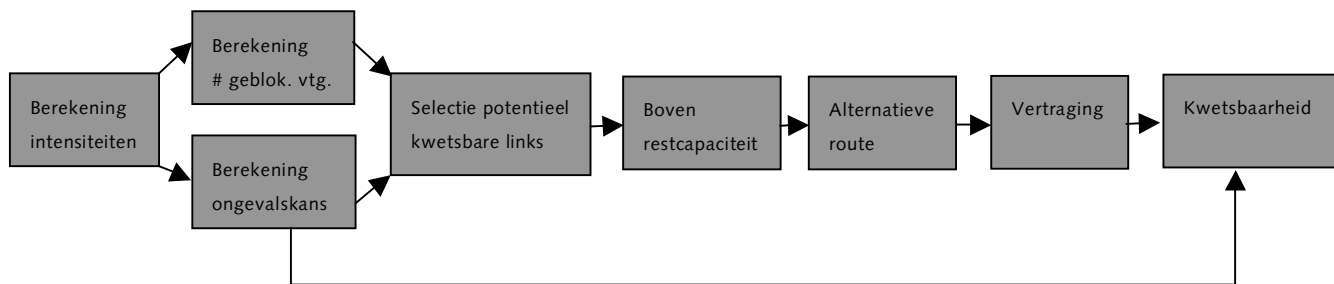 Berekening
intensiteiten
Berekening
# geblok. vtg.
Berekening
ongevalskans
Selectie potentieel
kwetsbare links
Boven
restcapaciteit
Alternatieve
route
Vertraging
Kwetsbaarheid